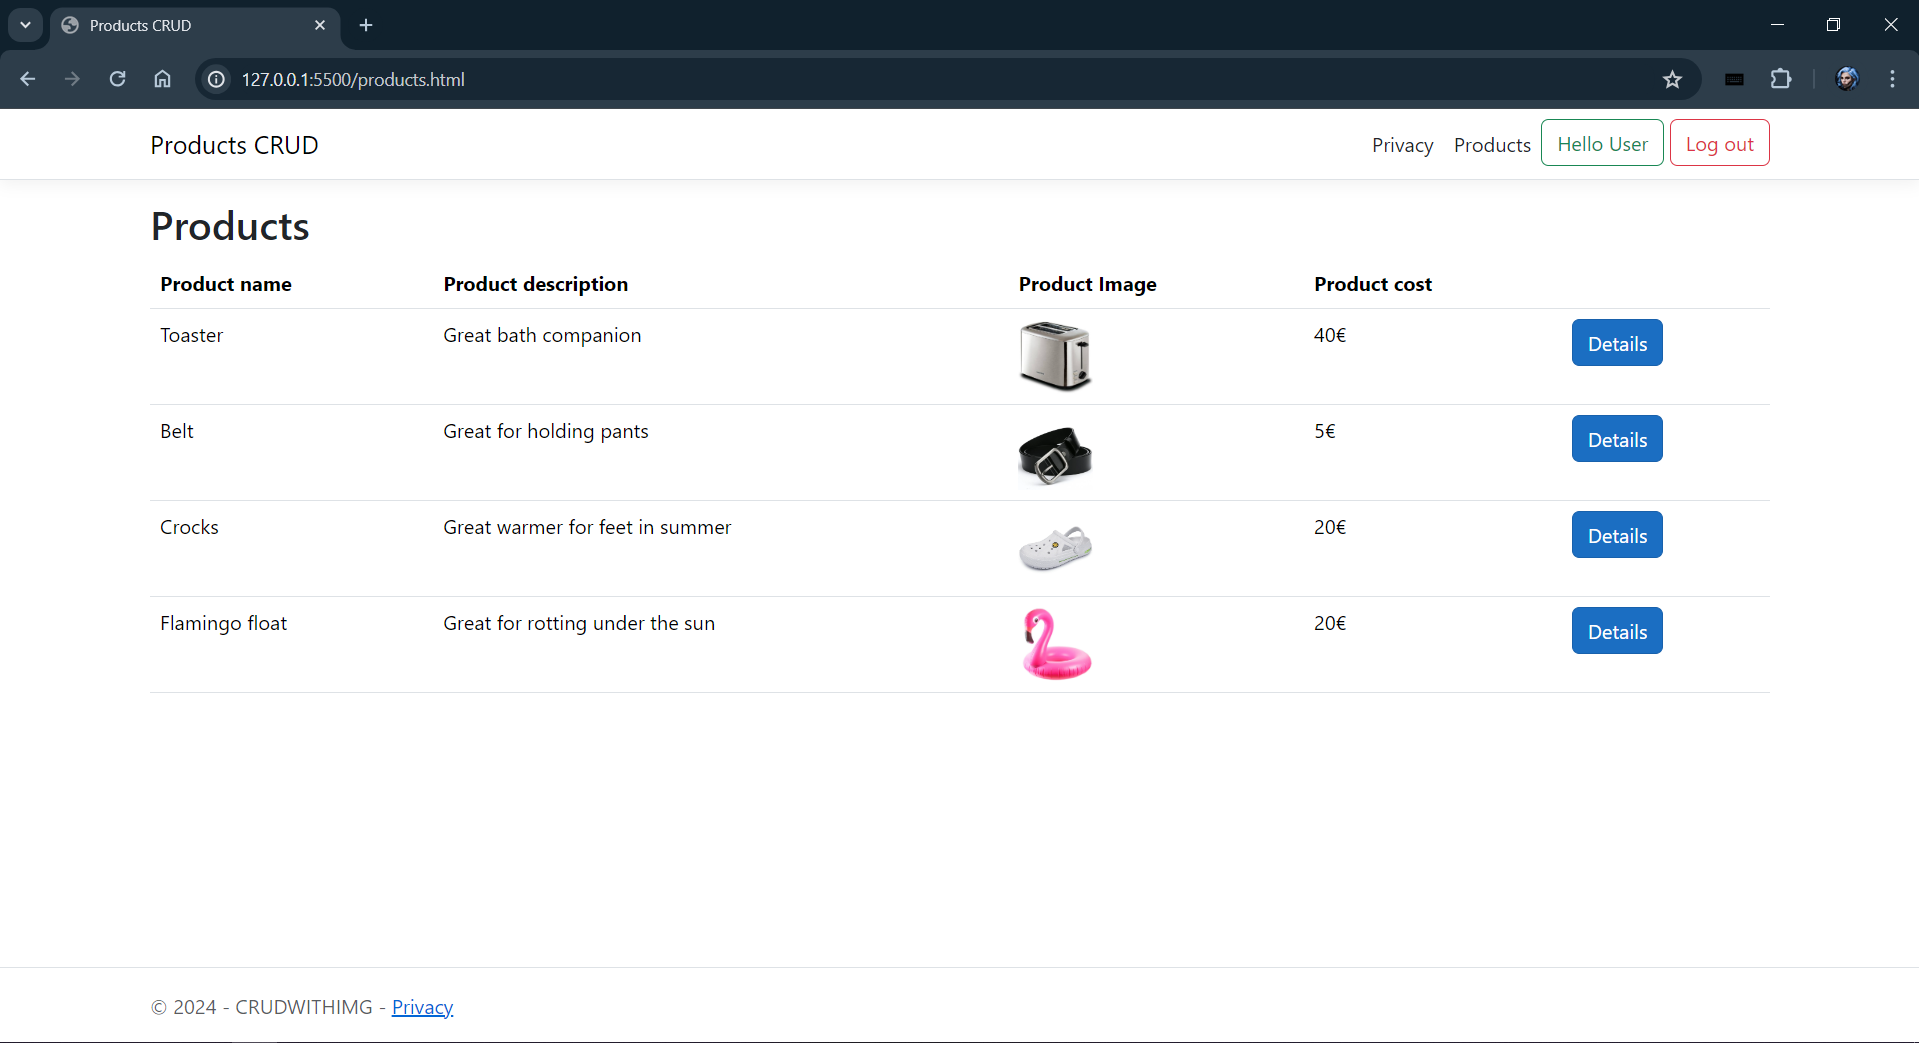 Products CRUD
127.0.0.1:5500/products.html
Products CRUD Privacy Products Hello User Log out
Products
Product name Product description Product Image Product cost
Toaster Great bath companion 40€ Details
Belt Great for holding pants 5€ Details
Crocks Great warmer for feet in summer 20€ Details
Flamingo float Great for rotting under the sun 20€ Details
© 2024 - CRUDWITHIMG - Privacy